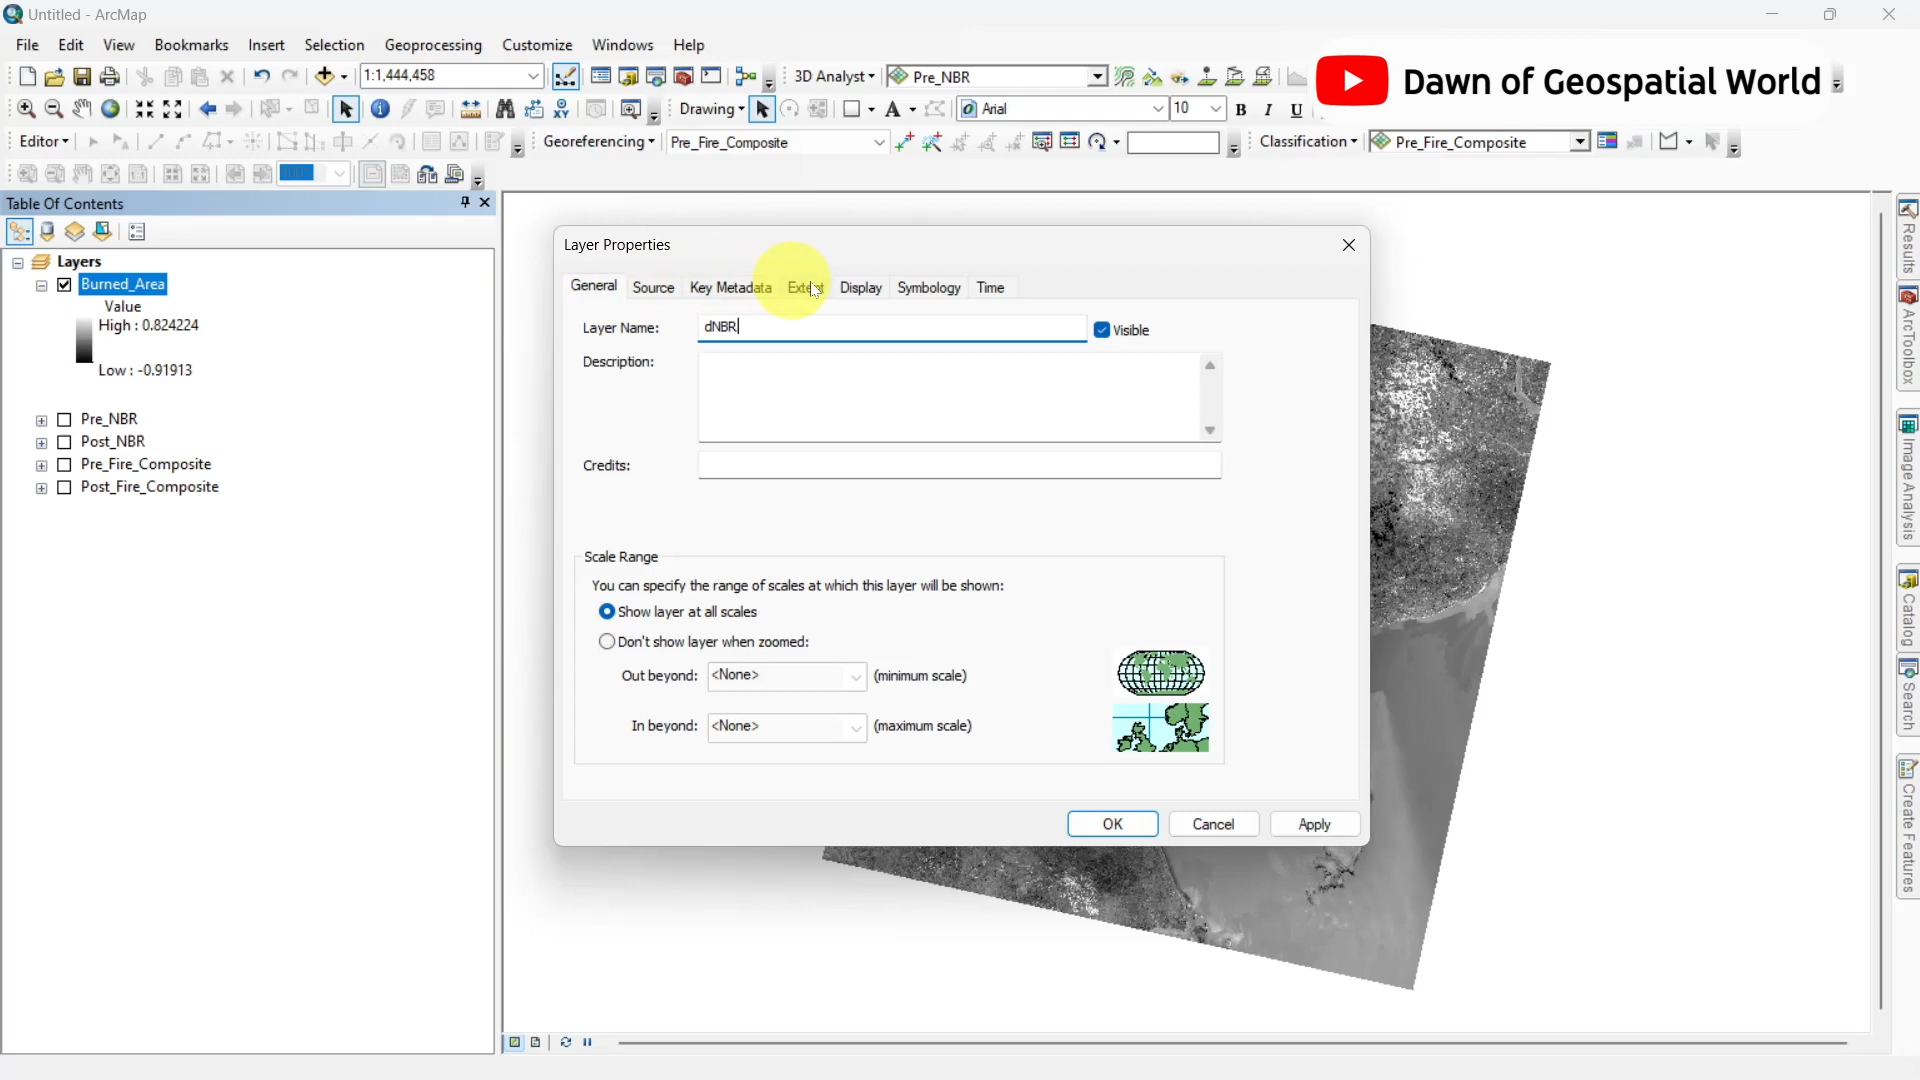 Untitled - ArcMap
File Edit View Bookmarks Insert Selection Geoprocessing Customize Windows Help
1:1,444,458 3D Analyst Pre_NBR
Dawn of Geospatial World
Drawing A Arial 10 B I U
Editor Georeferencing Pre_Fire_Composite Classification Pre_Fire_Composite
Table Of Contents
Layers
Burned_Area
Value
High : 0.824224
Low : -0.91913
Pre_NBR
Post_NBR
Pre_Fire_Composite
Post_Fire_Composite
Layer Properties
General Source Key Metadata Extent Display Symbology Time
Layer Name: dNBR Visible
Description:
Credits:
Scale Range
You can specify the range of scales at which this layer will be shown:
Show layer at all scales
Don't show layer when zoomed:
Out beyond: <None> (minimum scale)
In beyond: <None> (maximum scale)
OK Cancel Apply
Results
ArcToolbox
Image Analysis
Catalog
Search
Create Features